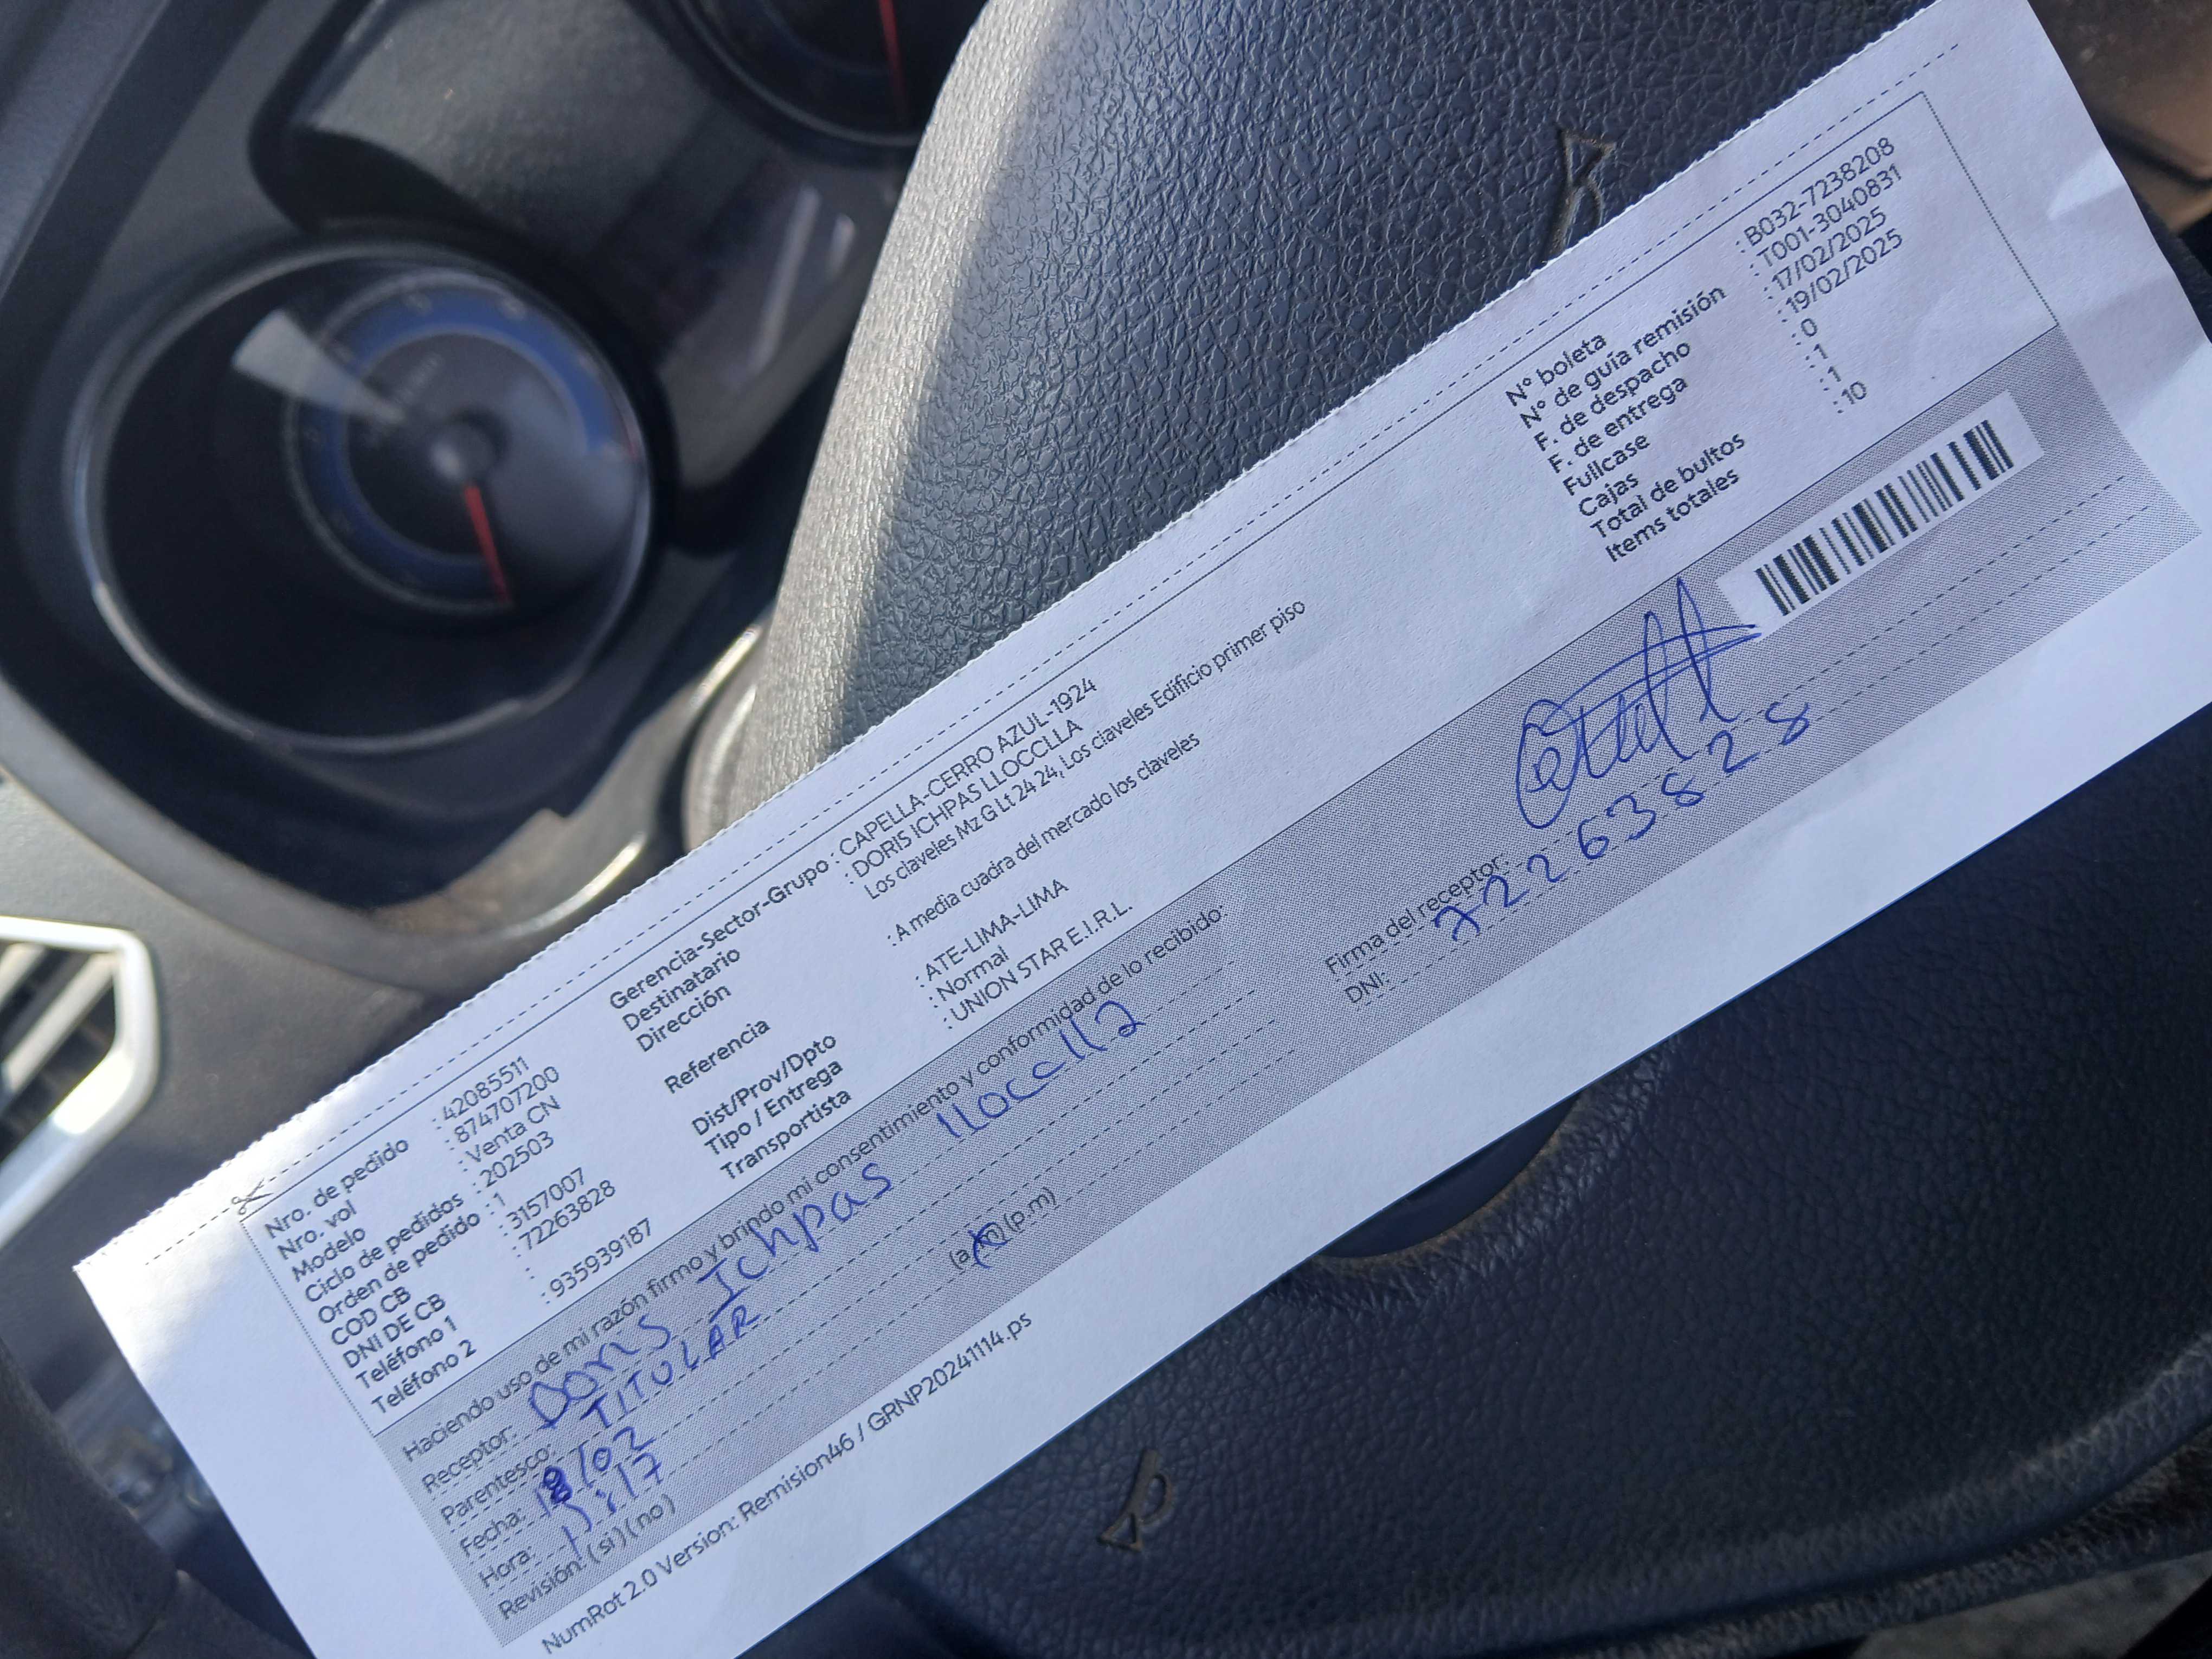 Nro. de pedido : 42085511
Nro. vol : 874707200
Modelo : Venta CN
Ciclo de pedidos : 202503
Orden de pedido : 1
COD CB : 3157007
DNI DE CB : 72263828
Teléfono 1 :
Teléfono 2 : 935939187
Gerencia-Sector-Grupo : CAPELLA-CERRO AZUL-1924
Destinatario : DORIS ICHPAS LLOCCLLA
Dirección Los claveles Mz G Lt 24 24, Los claveles Edificio primer piso
Referencia : A media cuadra del mercado los claveles
Dist/Prov/Dpto : ATE-LIMA-LIMA
Tipo / Entrega : Normal
Transportista : UNION STAR E.I.R.L.
N° boleta : B032-7238208
N° de guía remisión : T001-3040831
F. de despacho : 17/02/2025
F. de entrega : 19/02/2025
Fullcase : 0
Cajas : 1
Total de bultos : 1
Items totales : 10
Haciendo uso de mi razón firmo y brindo mi consentimiento y conformidad de lo recibido:
Receptor: Doris Ichpas llocclla
Parentesco: TITULAR
Fecha: 18/02
Hora: (a.m) (p.m)
Revisión: ( si ) ( no )
Firma del receptor:
DNI: 72263828
NumRot 2.0 Version: Remision46 / GRNP20241114.ps